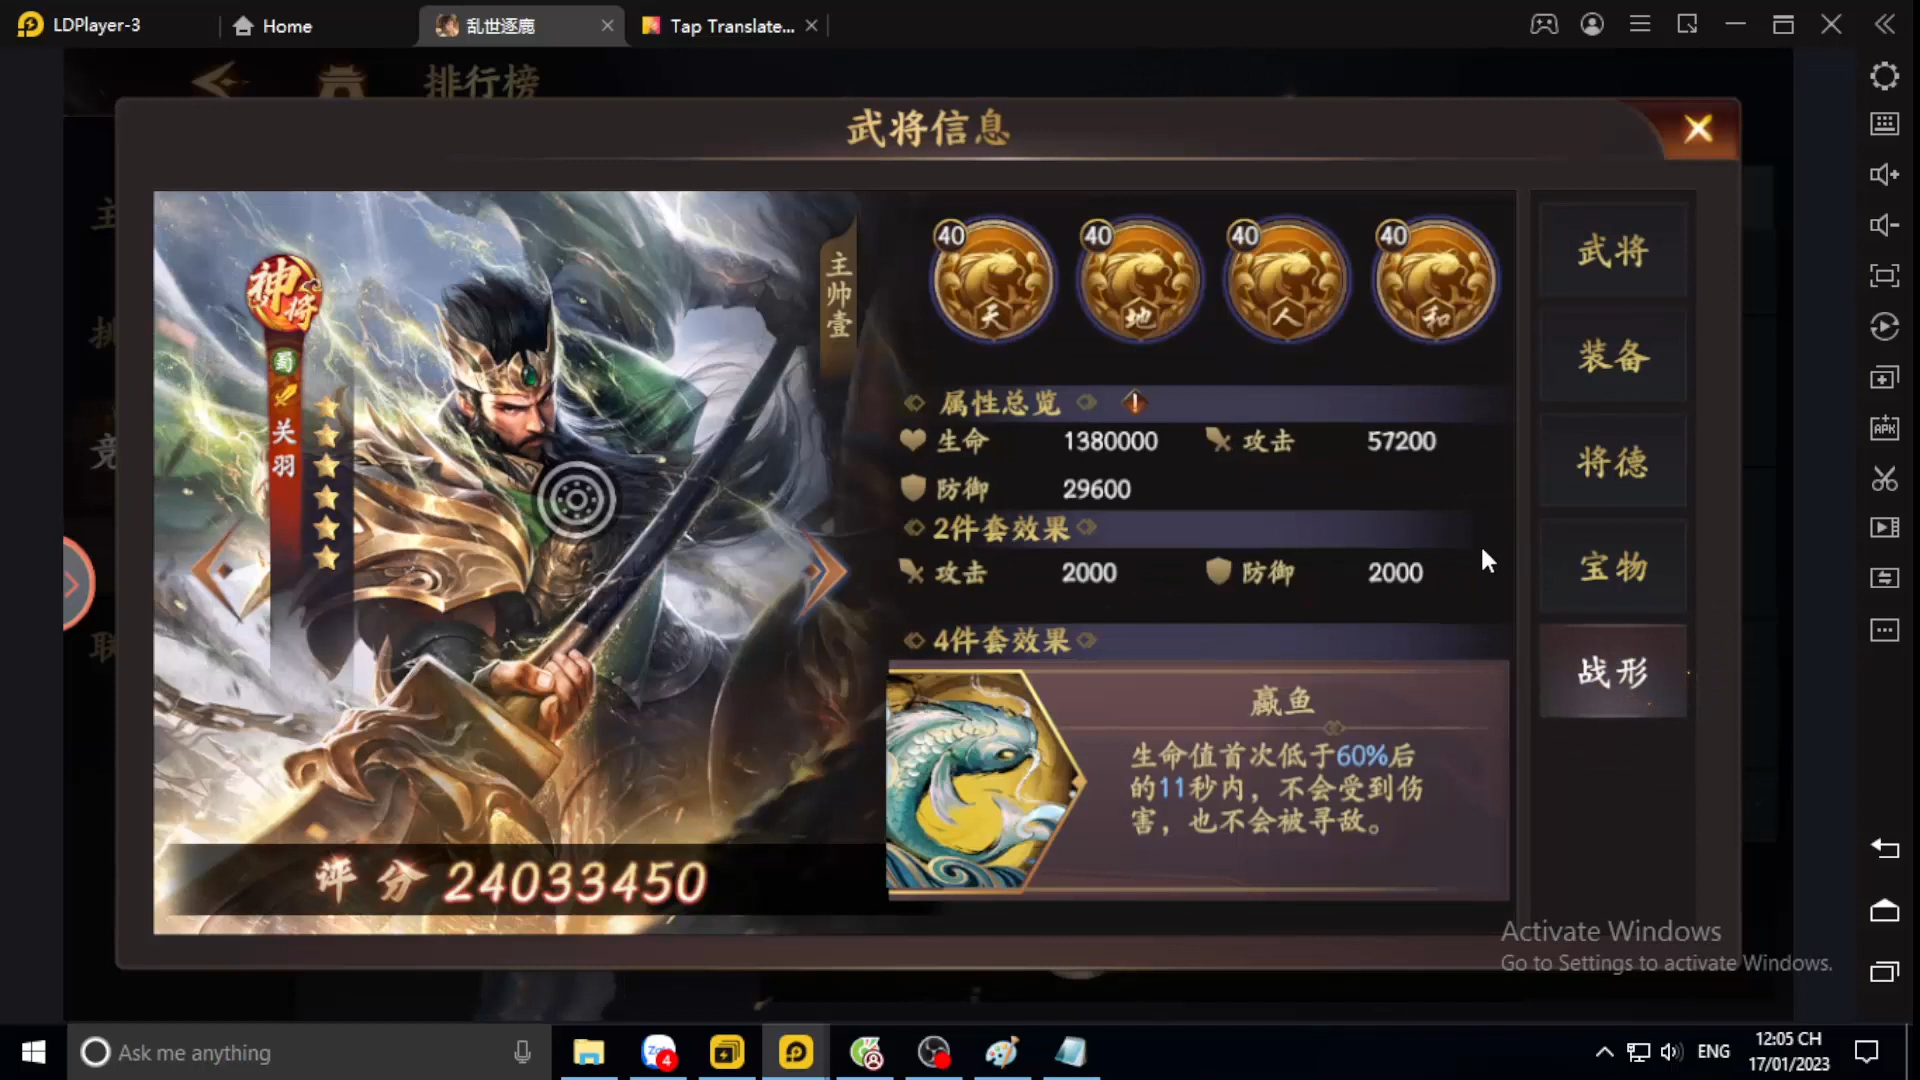 LDPlayer-3
Home
乱世逐鹿
Tap Translate...
排行榜
武将信息
神将
蜀
关羽
主帅壹
40
40
40
40
天
地
人
和
属性总览
生命 1380000 攻击 57200
防御 29600
2件套效果
攻击 2000 防御 2000
4件套效果
蠃鱼
生命值首次低于60%后
的11秒内，不会受到伤
害，也不会被寻敌。
评分 24033450
武将
装备
将德
宝物
战形
APK
Activate Windows
Go to Settings to activate Windows.
Ask me anything
4
ENG
12:05 CH
17/01/2023